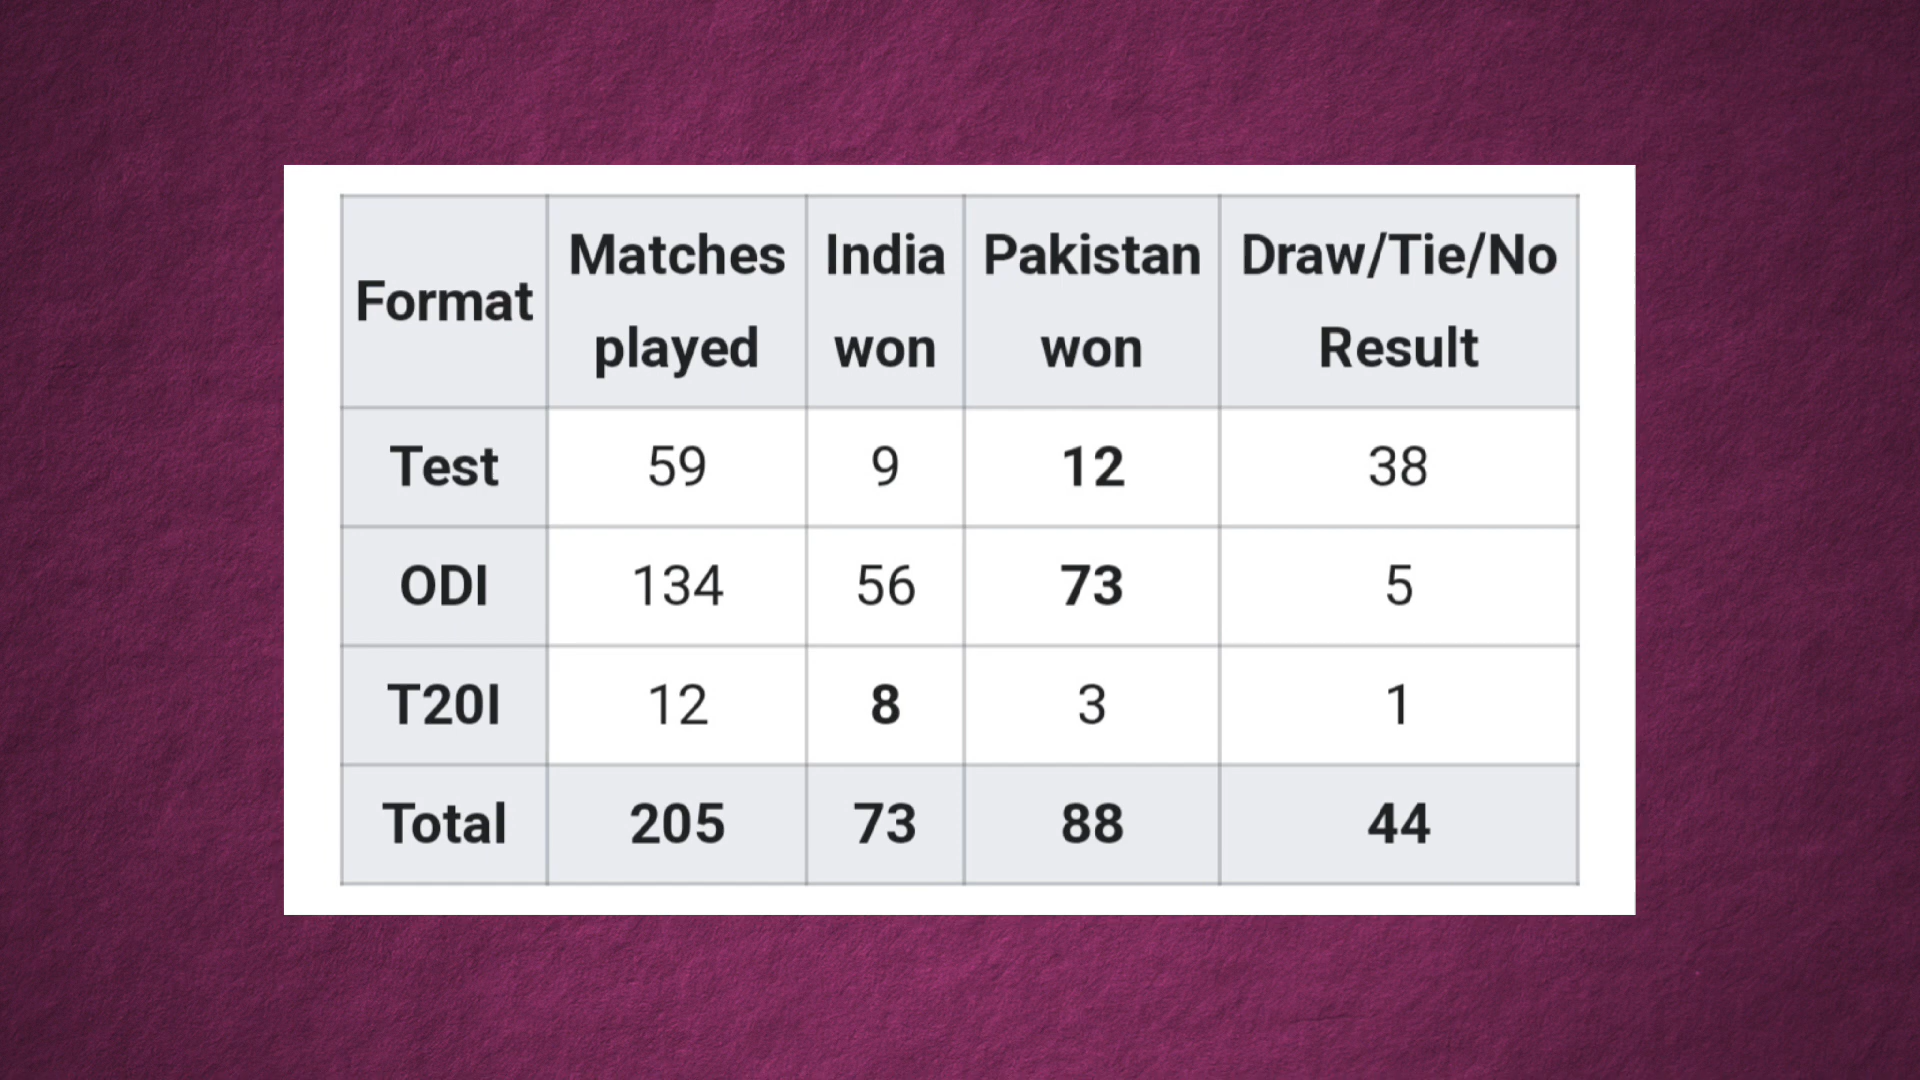 Format Matches played India won Pakistan won Draw/Tie/No Result
Test 59 9 12 38
ODI 134 56 73 5
T20I 12 8 3 1
Total 205 73 88 44